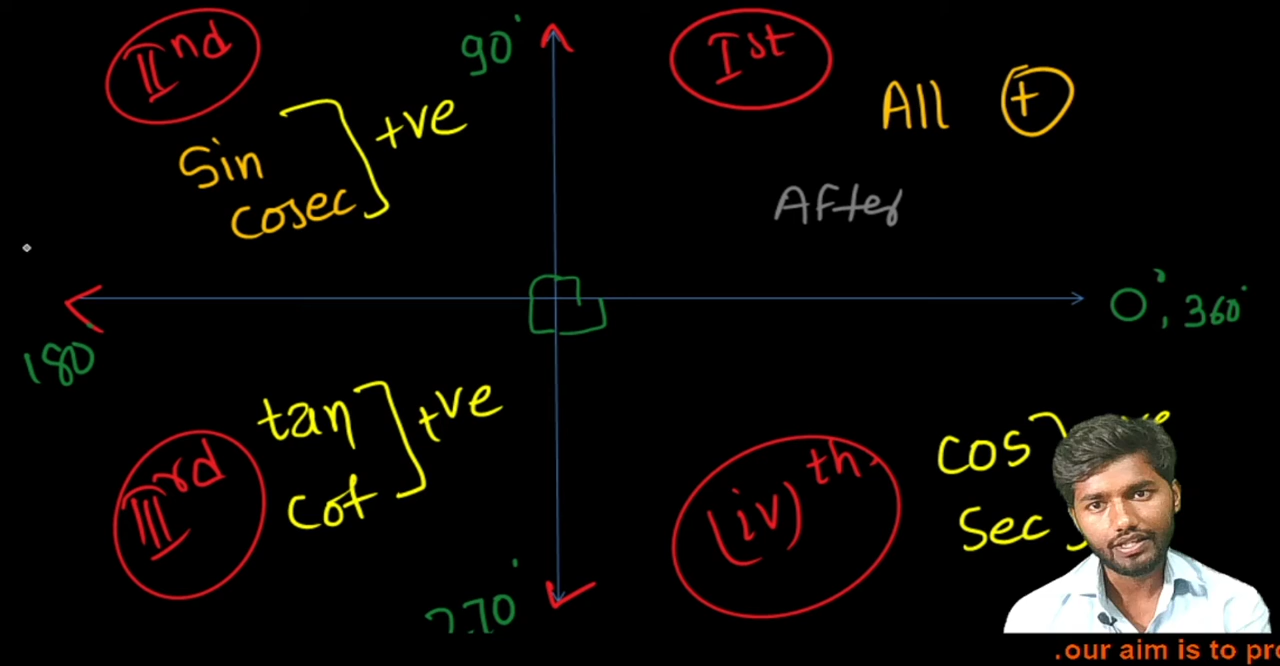 IInd
90°
Ist
All +
Sin
cosec
+ve
After
180
0°, 360°
tan
cot
+ve
IIIrd
(iv)th
cos
Sec
270°
.our aim is to pro